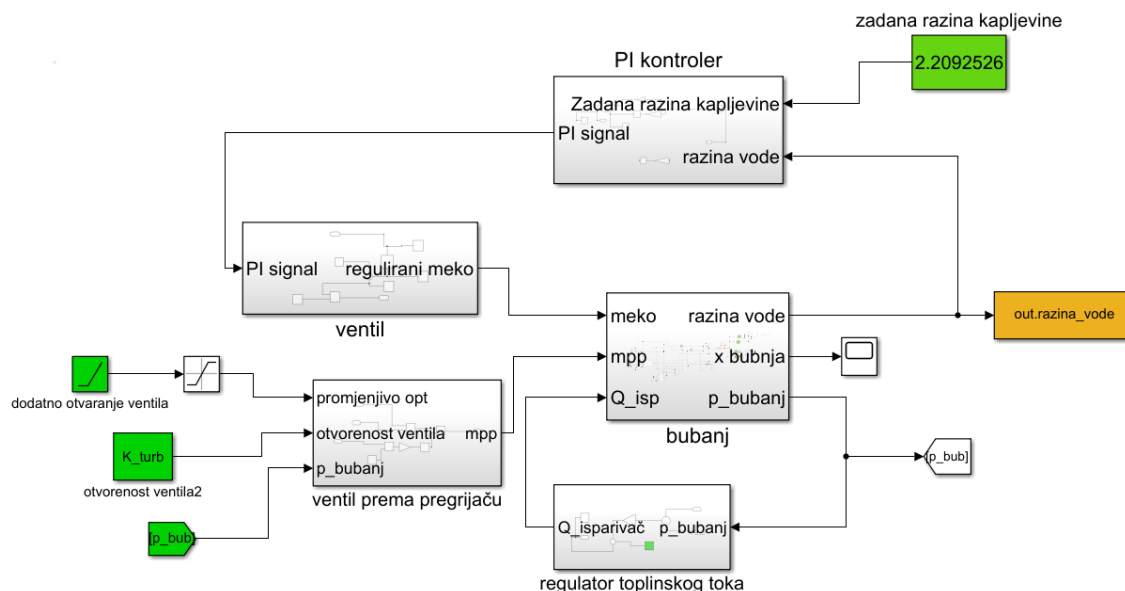 zadana razina kapljevine
2.2092526
PI kontroler
Zadana razina kapljevine
PI signal
razina vode
PI signal
regulirani meko
ventil
meko
razina vode
mpp
x bubnja
Q_isp
p_bubanj
bubanj
out.razina_vode
dodatno otvaranje ventila
K_turb
otvorenost ventila2
[p_bub]
promjenjivo opt
otvorenost ventila
mpp
p_bubanj
ventil prema pregrijaču
[p_bub]
Q_isparivač
p_bubanj
regulator toplinskog toka